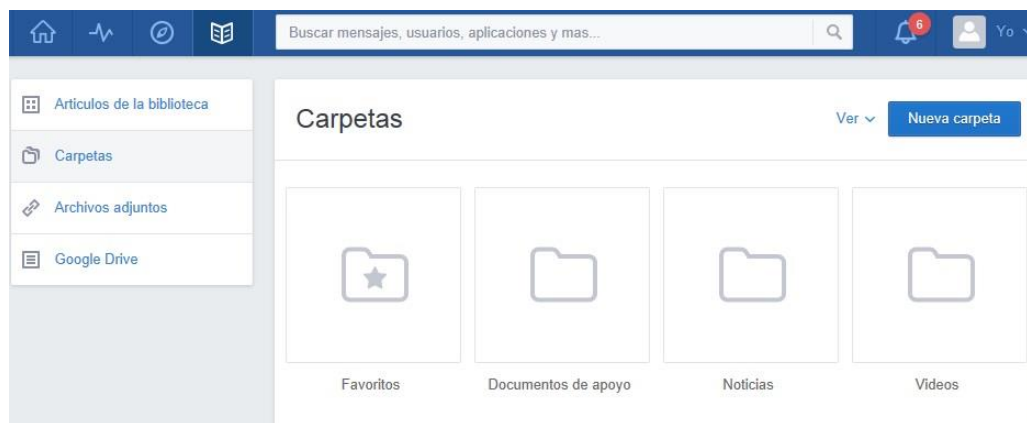 Buscar mensajes, usuarios, aplicaciones y mas...
6
Yo
Articulos de la biblioteca
Carpetas
Archivos adjuntos
Google Drive
Carpetas
Ver
Nueva carpeta
Favoritos
Documentos de apoyo
Noticias
Videos